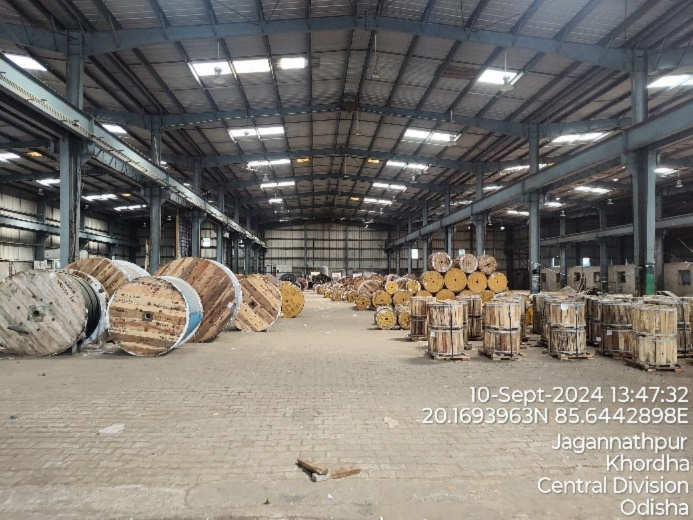 10-Sept-2024 13:47:32
20.1693963N 85.6442898E
Jagannathpur
Khordha
Central Division
Odisha